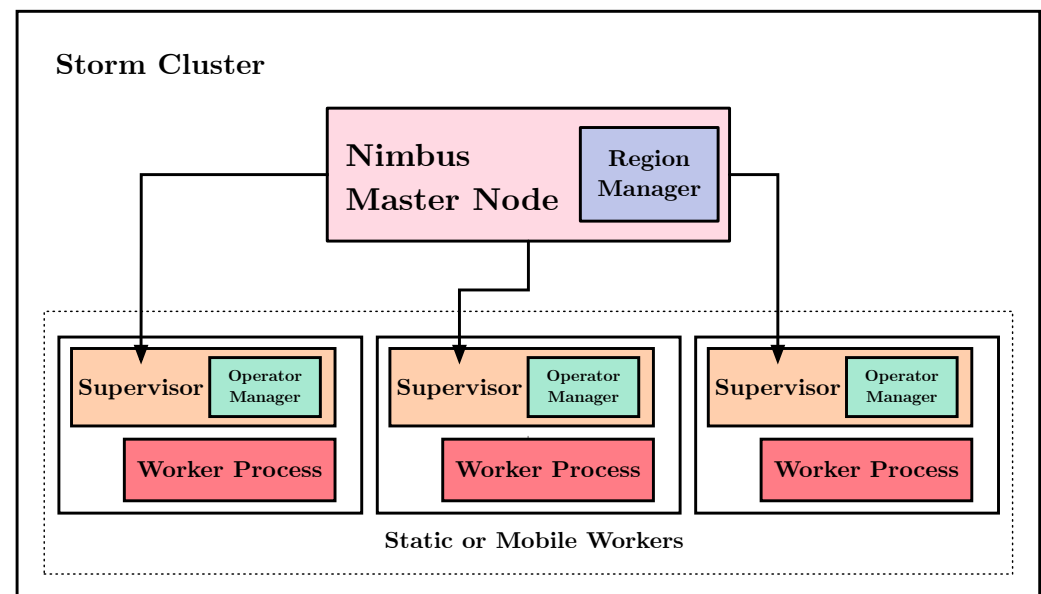 Storm Cluster
Nimbus
Master Node
Region
Manager
Supervisor
Operator
Manager
Worker Process
Supervisor
Operator
Manager
Worker Process
Supervisor
Operator
Manager
Worker Process
Static or Mobile Workers